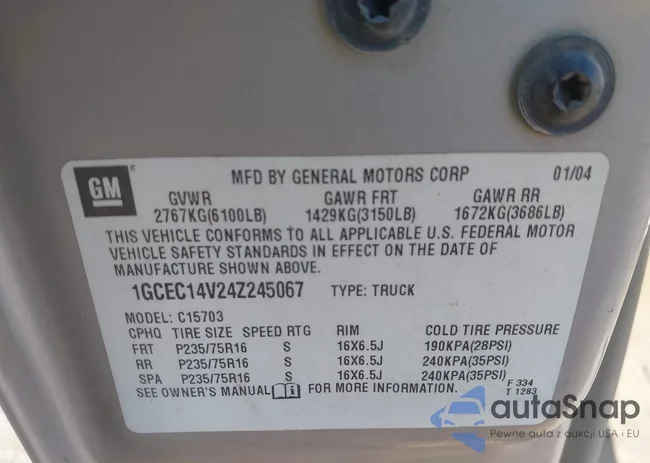 GM ® MFD BY GENERAL MOTORS CORP 01/04
GVWR GAWR FRT GAWR RR
2767KG(6100LB) 1429KG(3150LB) 1672KG(3686LB)
THIS VEHICLE CONFORMS TO ALL APPLICABLE U.S. FEDERAL MOTOR
VEHICLE SAFETY STANDARDS IN EFFECT ON THE DATE OF
MANUFACTURE SHOWN ABOVE.
1GCEC14V24Z245067 TYPE: TRUCK
MODEL: C15703
CPHQ TIRE SIZE SPEED RTG RIM COLD TIRE PRESSURE
FRT P235/75R16 S 16X6.5J 190KPA(28PSI)
RR P235/75R16 S 16X6.5J 240KPA(35PSI)
SPA P235/75R16 S 16X6.5J 240KPA(35PSI)
SEE OWNER'S MANUAL FOR MORE INFORMATION. F 334
T 1283
autaSnap
Pewne auta z aukcji USA i EU